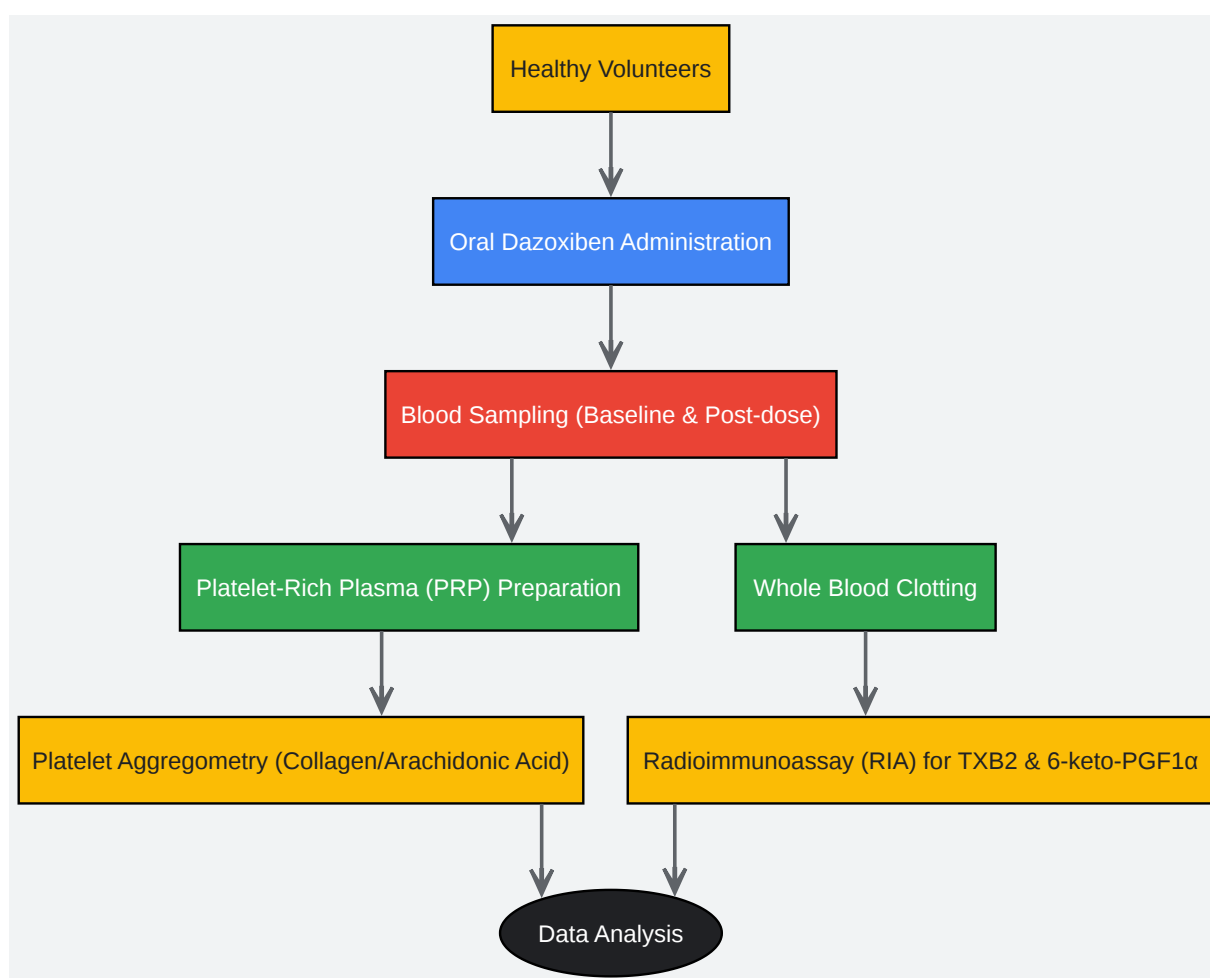 Healthy Volunteers
Oral Dazoxiben Administration
Blood Sampling (Baseline & Post-dose)
Platelet-Rich Plasma (PRP) Preparation
Whole Blood Clotting
Platelet Aggregometry (Collagen/Arachidonic Acid)
Radioimmunoassay (RIA) for TXB2 & 6-keto-PGF1α
Data Analysis